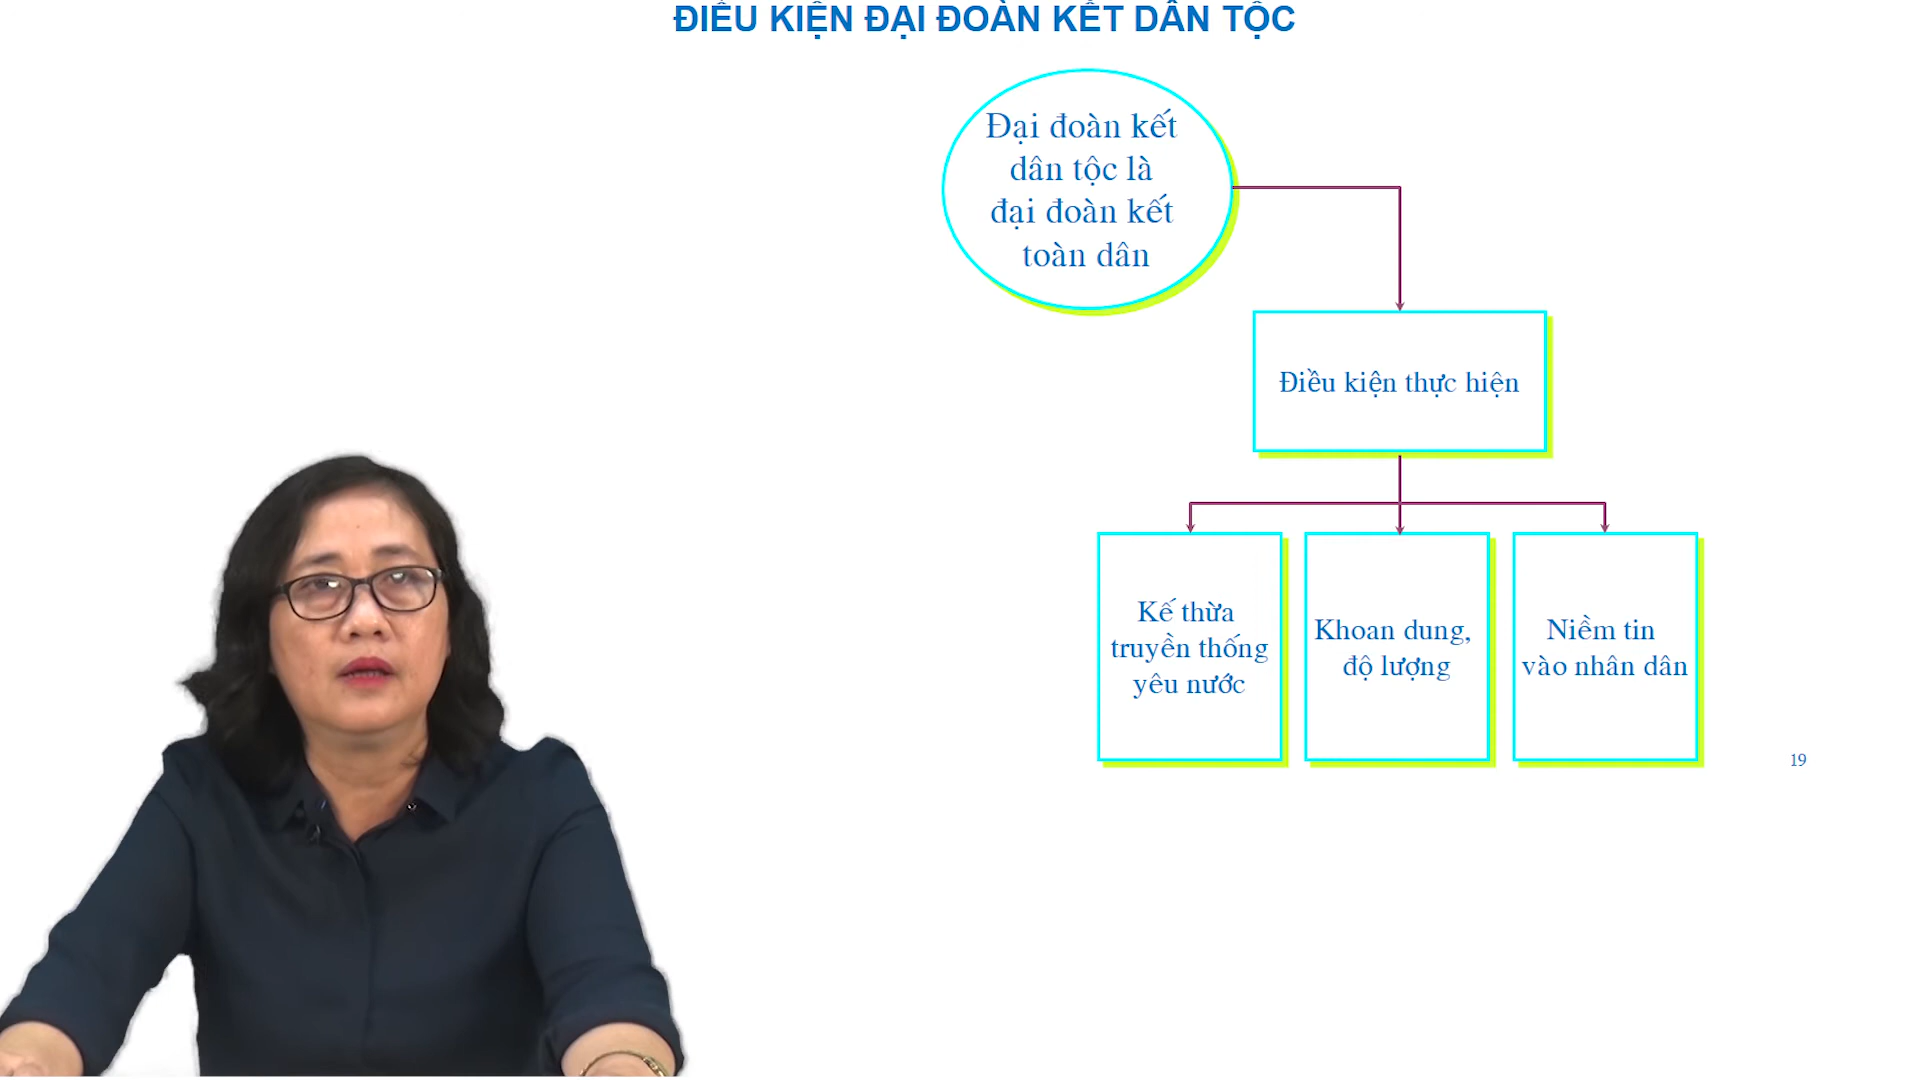 ĐIỀU KIỆN ĐẠI ĐOÀN KẾT DÂN TỘC
Đại đoàn kết
dân tộc là
đại đoàn kết
toàn dân
Điều kiện thực hiện
Kế thừa
truyền thống
yêu nước
Khoan dung,
độ lượng
Niềm tin
vào nhân dân
19